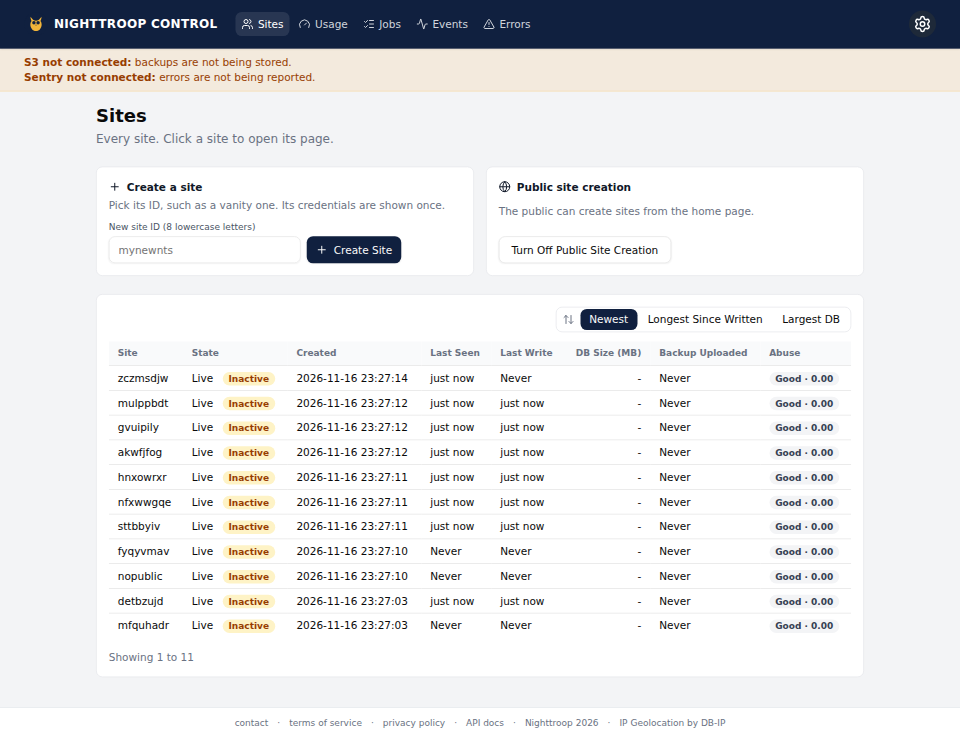 NIGHTTROOP CONTROL Sites Usage Jobs Events Errors
S3 not connected: backups are not being stored.
Sentry not connected: errors are not being reported.
Sites
Every site. Click a site to open its page.
Create a site
Pick its ID, such as a vanity one. Its credentials are shown once.
New site ID (8 lowercase letters)
mynewnts Create Site
Public site creation
The public can create sites from the home page.
Turn Off Public Site Creation
Newest Longest Since Written Largest DB
Site State Created Last Seen Last Write DB Size (MB) Backup Uploaded Abuse
zczmsdjw Live Inactive 2026-11-16 23:27:14 just now Never - Never Good · 0.00
mulppbdt Live Inactive 2026-11-16 23:27:12 just now just now - Never Good · 0.00
gvuipily Live Inactive 2026-11-16 23:27:12 just now just now - Never Good · 0.00
akwfjfog Live Inactive 2026-11-16 23:27:12 just now just now - Never Good · 0.00
hnxowrxr Live Inactive 2026-11-16 23:27:11 just now just now - Never Good · 0.00
nfxwwgqe Live Inactive 2026-11-16 23:27:11 just now just now - Never Good · 0.00
sttbbyiv Live Inactive 2026-11-16 23:27:11 just now just now - Never Good · 0.00
fyqyvmav Live Inactive 2026-11-16 23:27:10 Never Never - Never Good · 0.00
nopublic Live Inactive 2026-11-16 23:27:10 Never Never - Never Good · 0.00
detbzujd Live Inactive 2026-11-16 23:27:03 just now just now - Never Good · 0.00
mfquhadr Live Inactive 2026-11-16 23:27:03 Never Never - Never Good · 0.00
Showing 1 to 11
contact · terms of service · privacy policy · API docs · Nighttroop 2026 · IP Geolocation by DB-IP